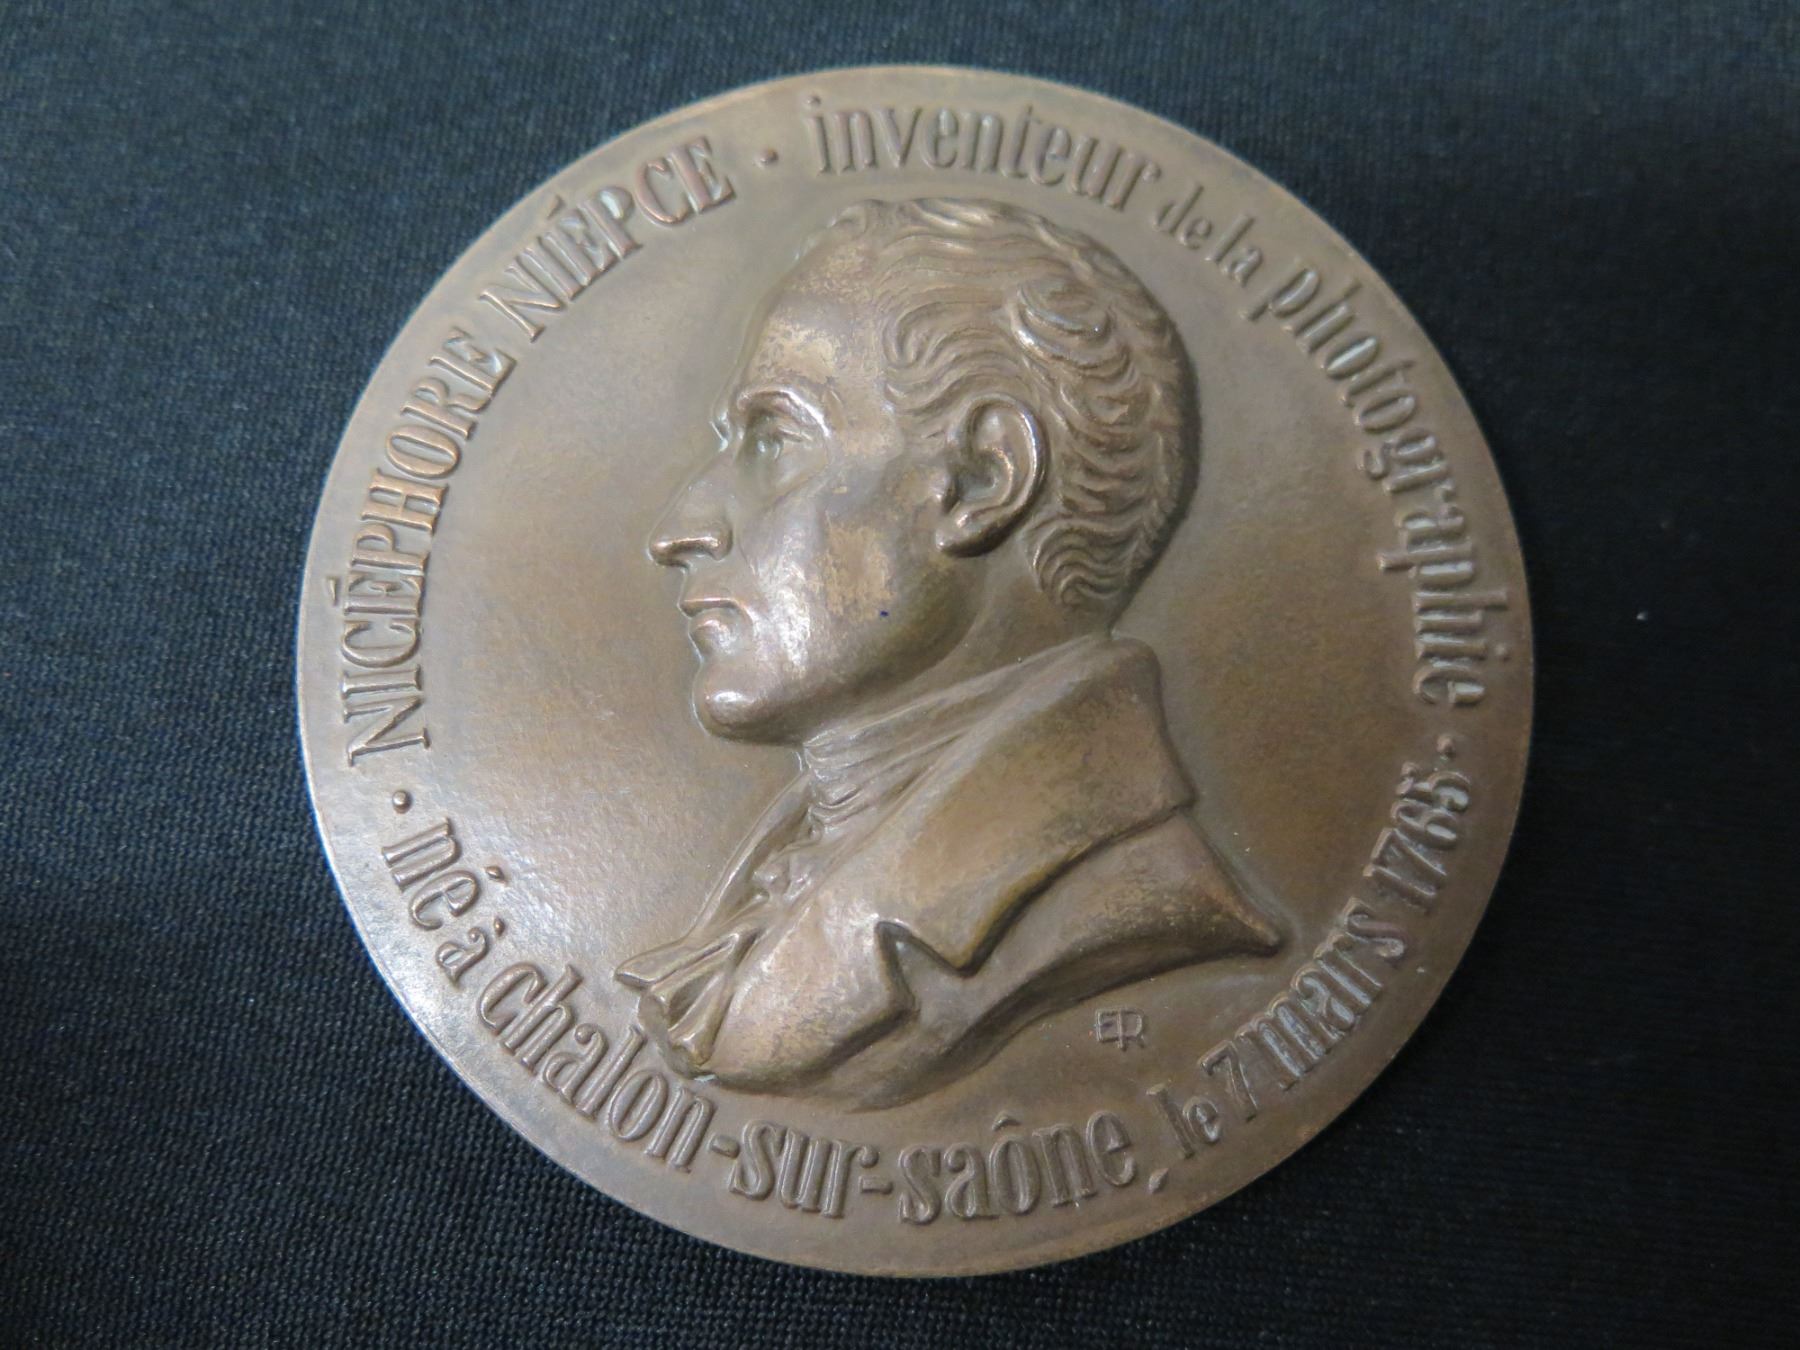 NICÉPHORE NIÉPCE · inventeur de la photographie ·
né à chalon-sur-saône, le 7 mars 1765 ·
ER